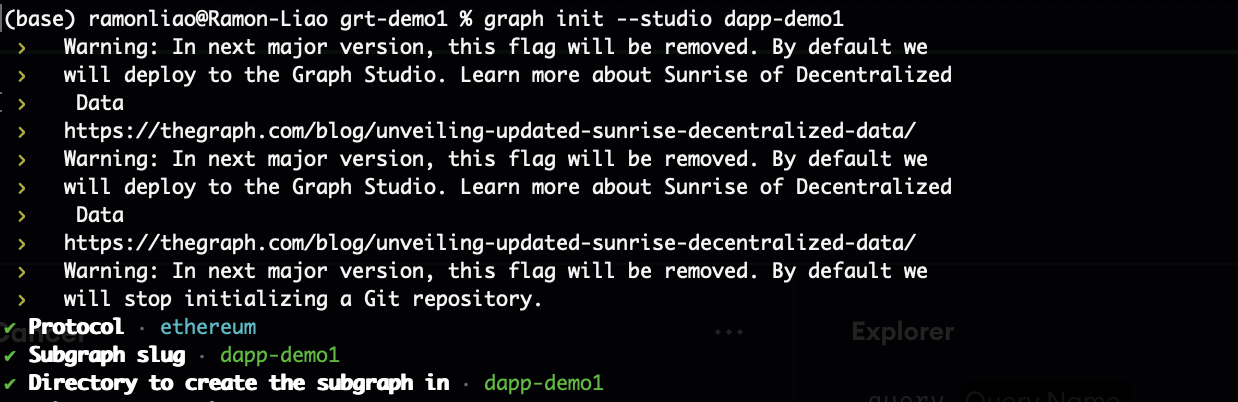 (base) ramonliao@Ramon-Liao grt-demo1 % graph init --studio dapp-demo1
› Warning: In next major version, this flag will be removed. By default we
› will deploy to the Graph Studio. Learn more about Sunrise of Decentralized
› Data
› https://thegraph.com/blog/unveiling-updated-sunrise-decentralized-data/
› Warning: In next major version, this flag will be removed. By default we
› will deploy to the Graph Studio. Learn more about Sunrise of Decentralized
› Data
› https://thegraph.com/blog/unveiling-updated-sunrise-decentralized-data/
› Warning: In next major version, this flag will be removed. By default we
› will stop initializing a Git repository.
✔ Protocol · ethereum
Cancel
...
Explorer
✔ Subgraph slug · dapp-demo1
✔ Directory to create the subgraph in · dapp-demo1
query Query Name